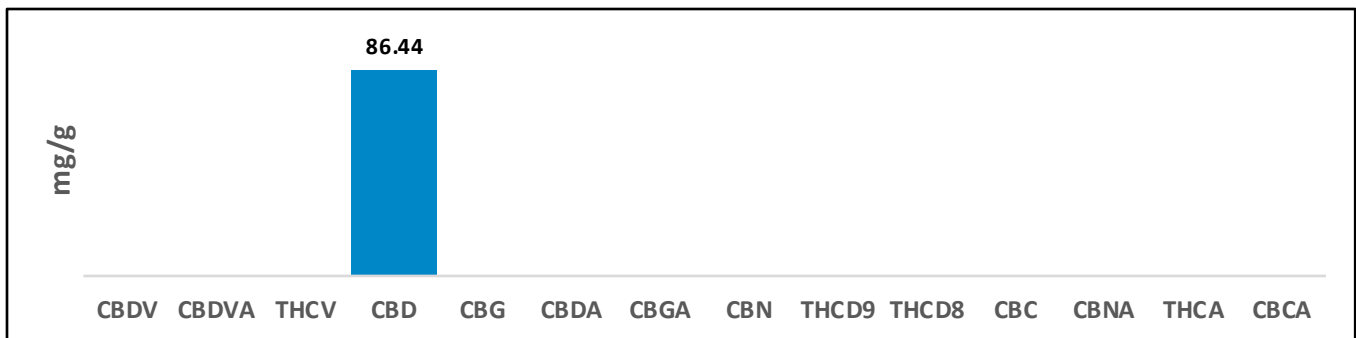 86.44
mg/g
CBDV CBDVA THCV CBD CBG CBDA CBGA CBN THCD9 THCD8 CBC CBNA THCA CBCA